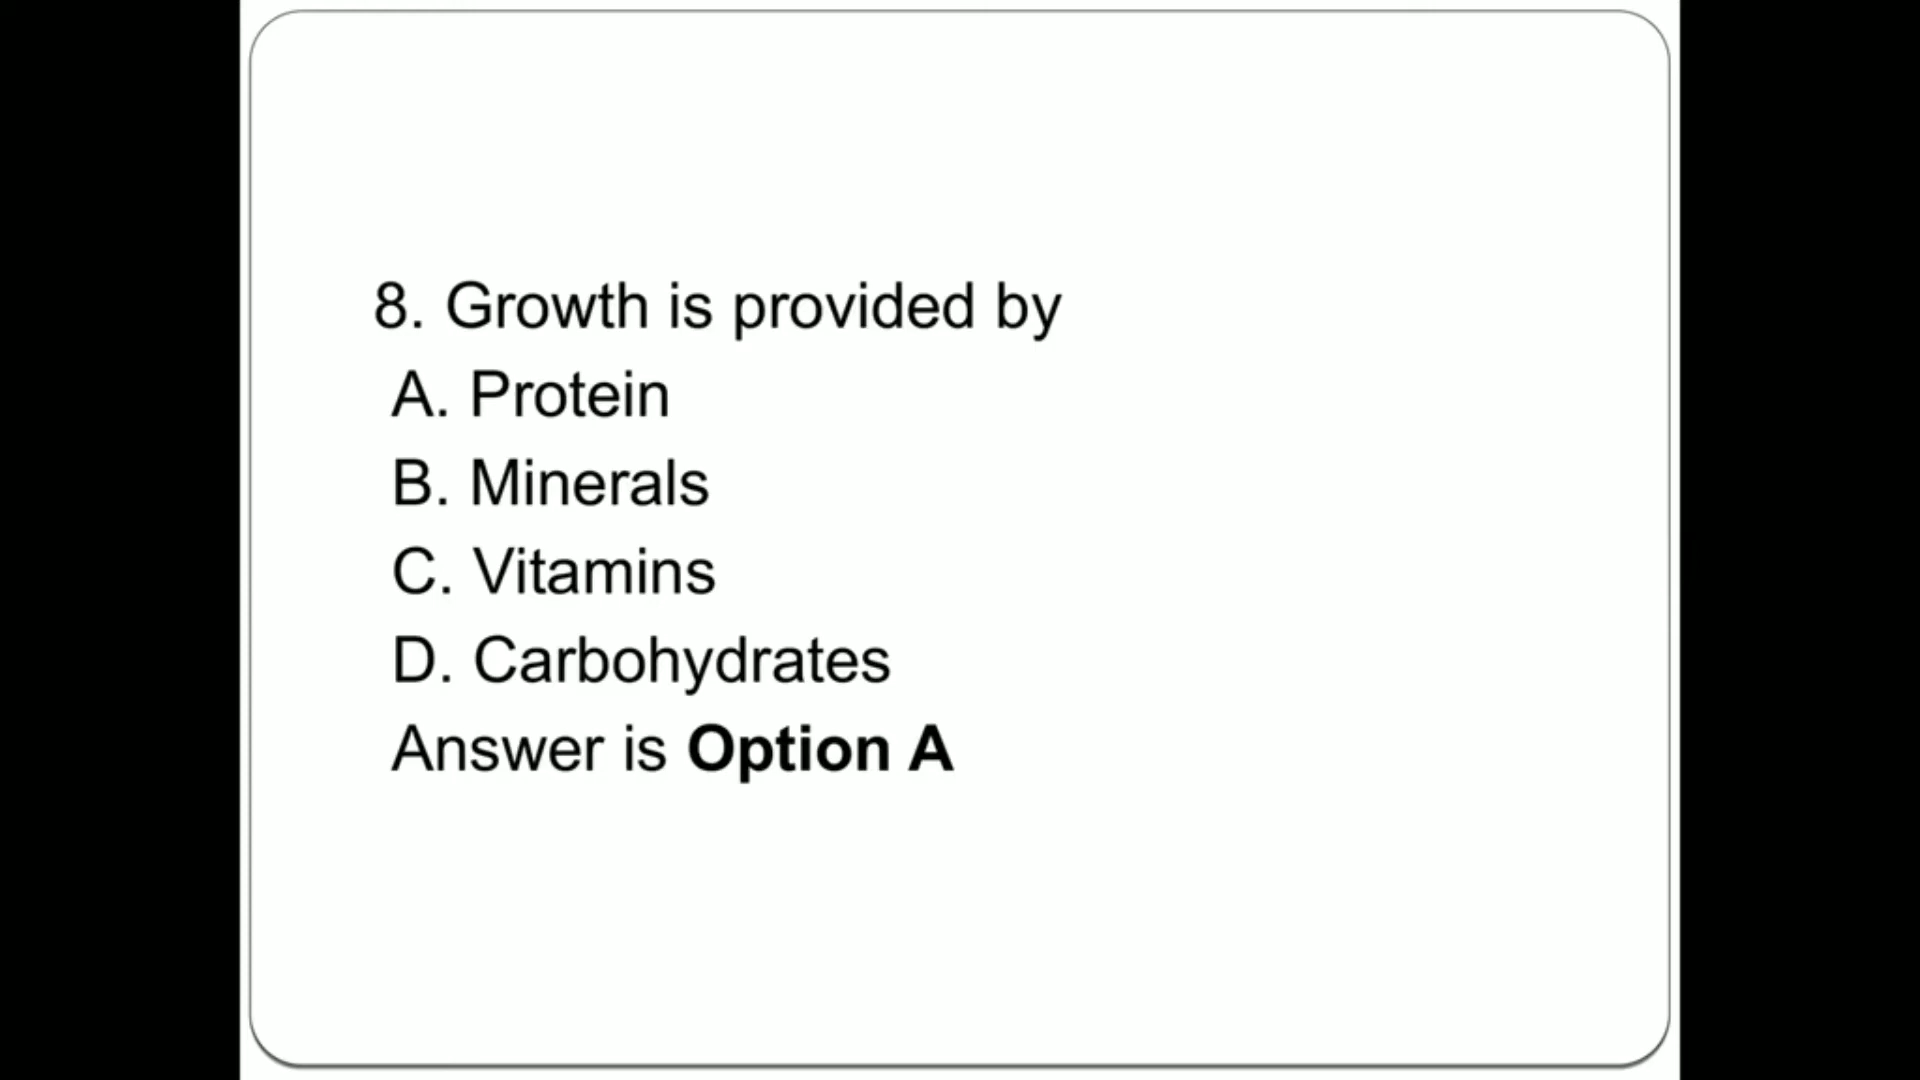 8. Growth is provided by
A. Protein
B. Minerals
C. Vitamins
D. Carbohydrates
Answer is Option A